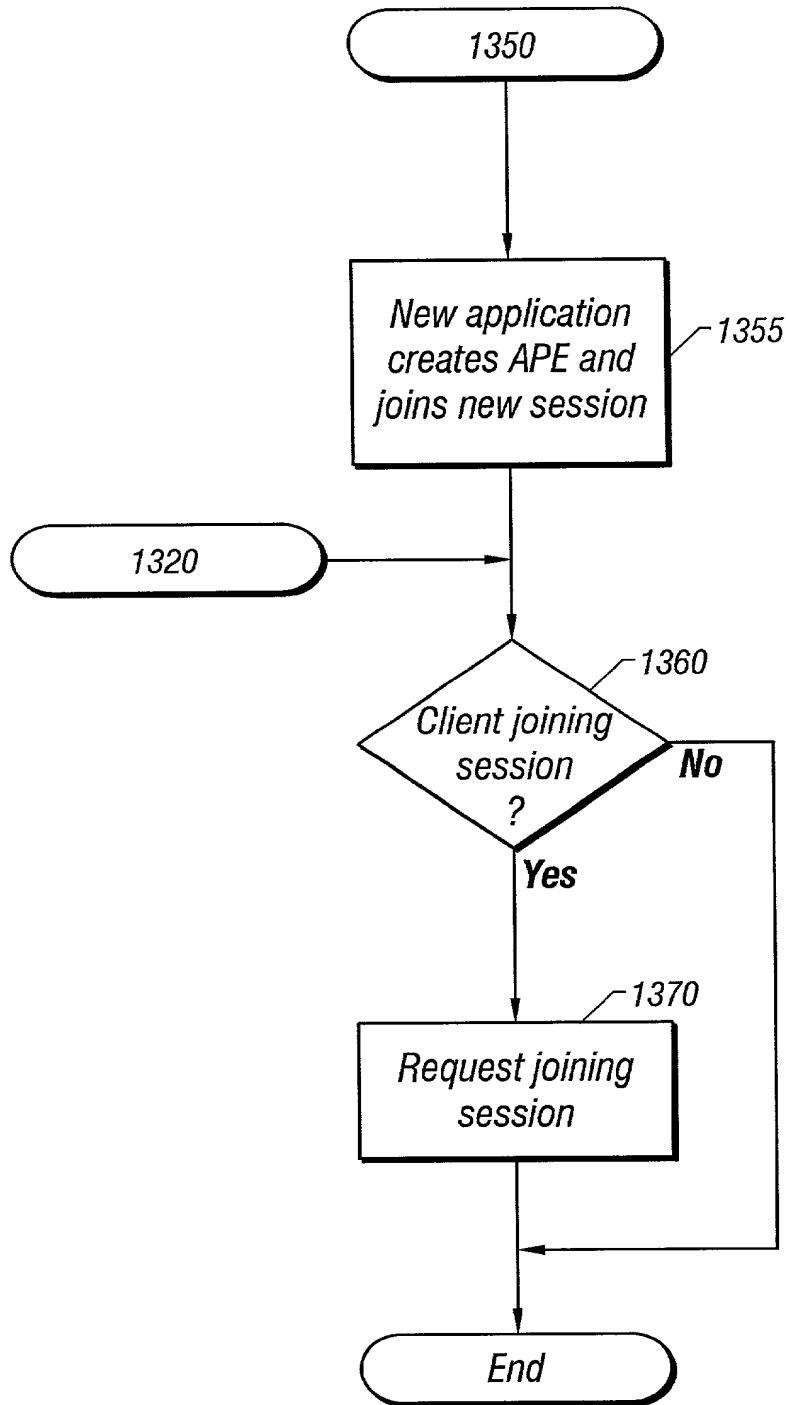 1350
New application
creates APE and
joins new session
1355
1320
1360
Client joining
session
?
No
Yes
1370
Request joining
session
End